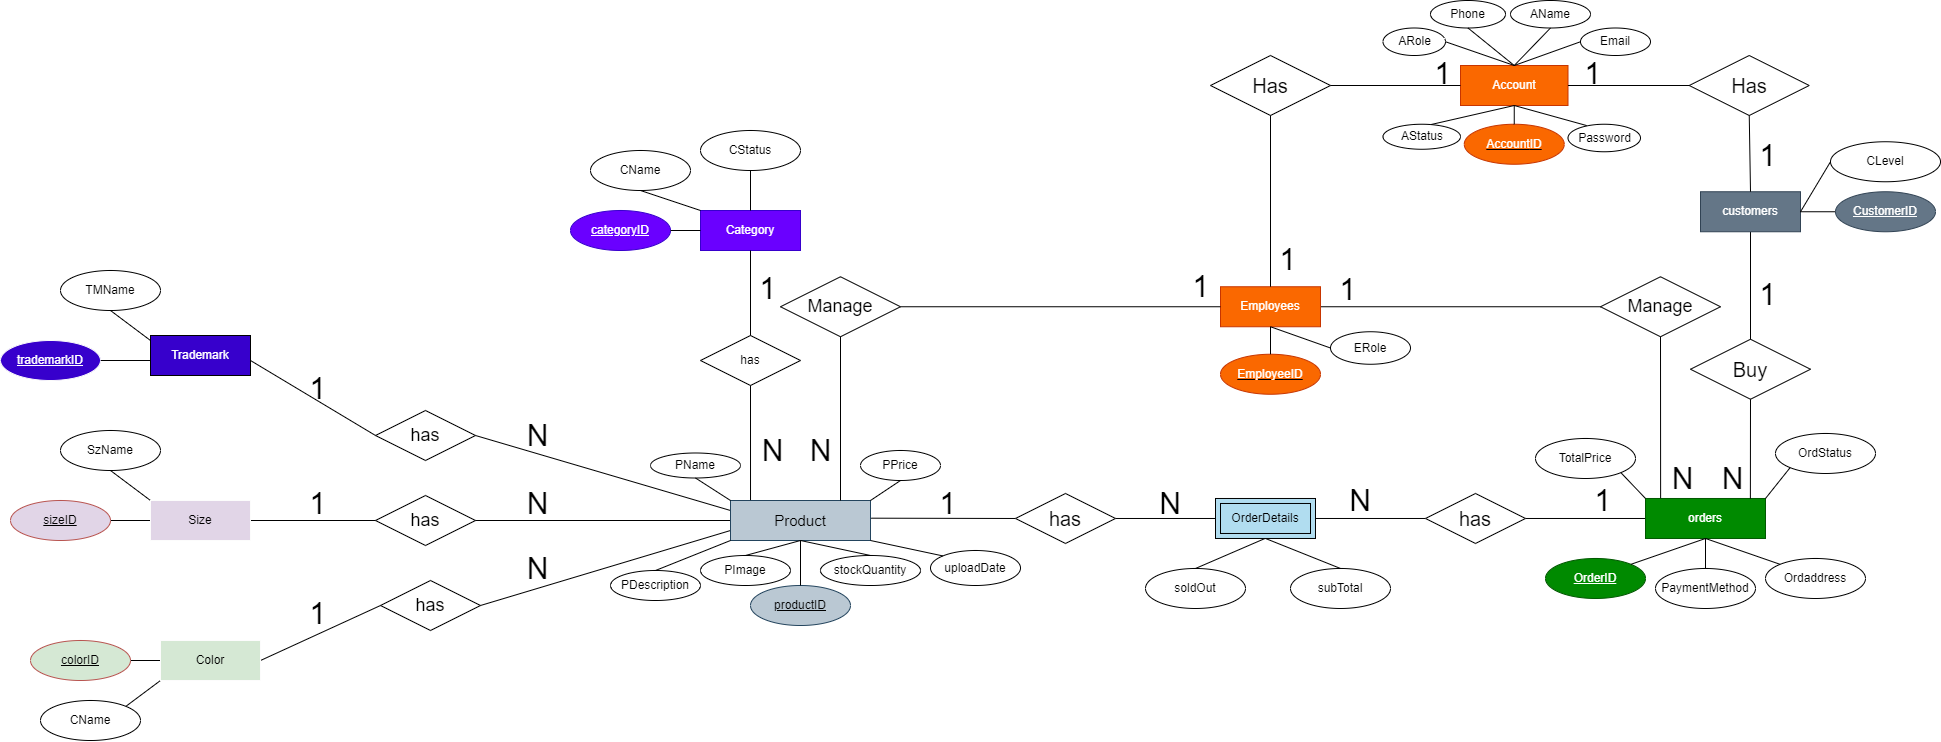 Phone
AName
ARole
Email
Has
1
Account
1
Has
AStatus
AccountID
Password
CStatus
CName
1
CLevel
categoryID
Category
customers
CustomerID
1
TMName
1
Manage
1
Employees
1
Manage
1
trademarkID
Trademark
has
ERole
EmployeeID
Buy
1
has
N
SzName
N
N
PName
PPrice
TotalPrice
OrdStatus
N
N
sizeID
Size
1
has
N
Product
1
has
N
OrderDetails
N
has
1
orders
N
PDescription
PImage
stockQuantity
uploadDate
productID
soldOut
subTotal
OrderID
PaymentMethod
Ordaddress
1
has
colorID
Color
CName